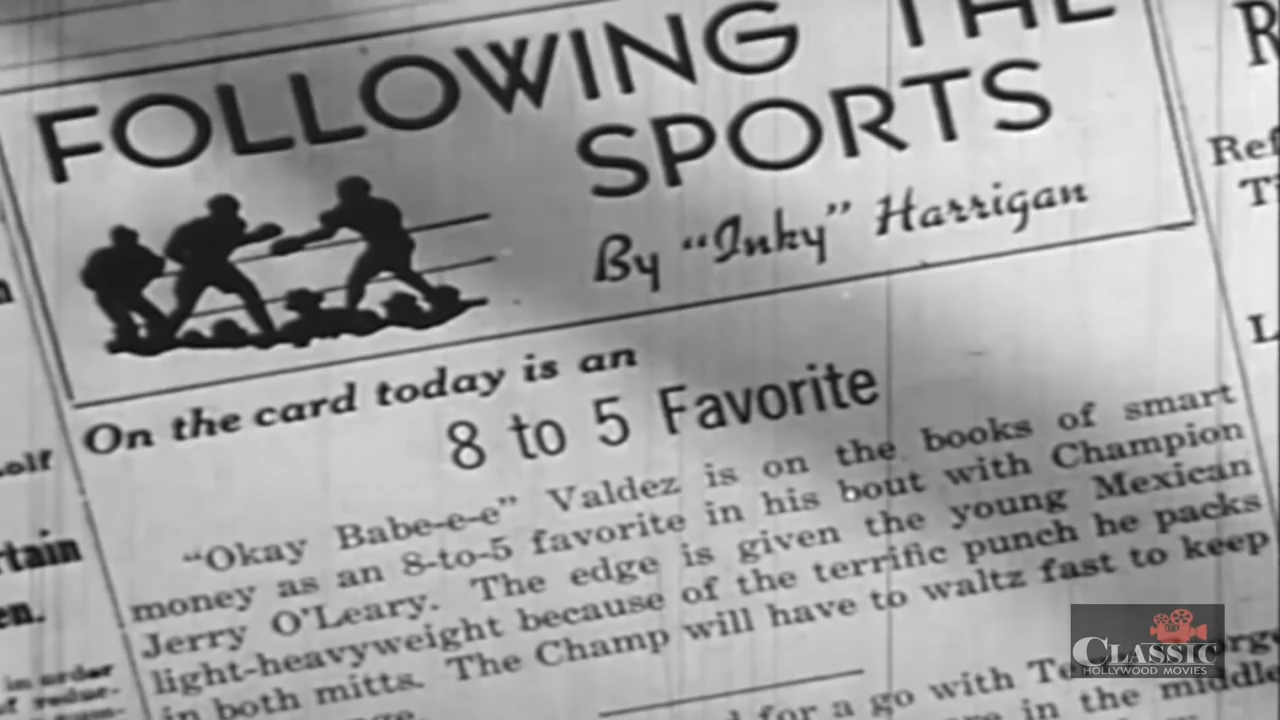 FOLLOWING THE
SPORTS
By "Inky" Harrigan
On the card today is an
8 to 5 Favorite
"Okay Babe-e-e" Valdez is on the books of smart
money as an 8-to-5 favorite in his bout with Champion
Jerry O'Leary. The edge is given the young Mexican
light-heavyweight because of the terrific punch he packs
in both mitts. The Champ will have to waltz fast to keep
for a go with
in the middle
rtain
en.
in order
Ref
CLASSIC
HOLLYWOOD MOVIES